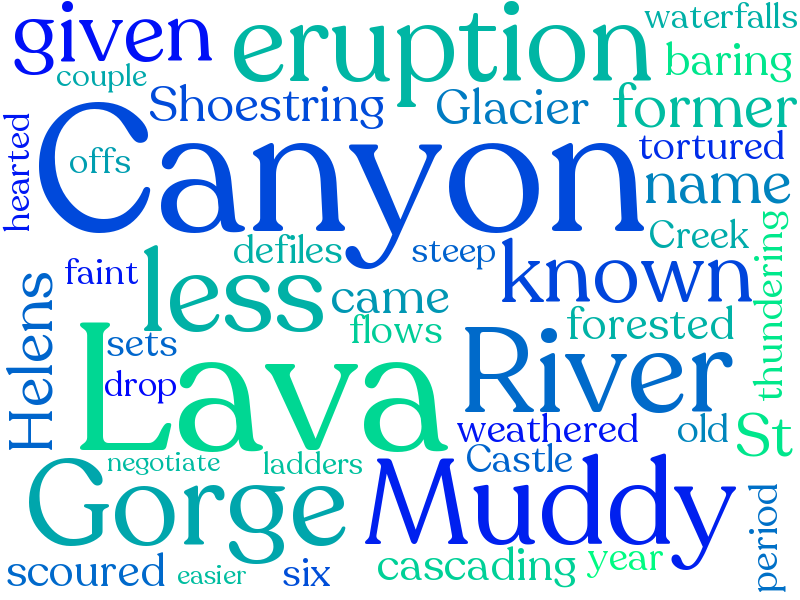 given
eruption
waterfalls
baring
couple
Shoestring
Glacier
former
hearted
offs
Canyon
tortured
name
Creek
defiles
steep
known
thundering
faint
less
came
Helens
sets
flows
forested
drop
Lava
River
weathered
old
St
negotiate
ladders
Castle
Gorge
Muddy
period
scoured
easier
six
cascading
year